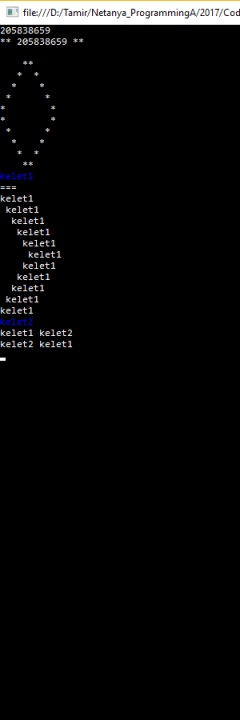 file:///D:/Tamir/Netanya_ProgrammingA/2017/Cod
205838659
** 205838659 **
**
*  *
*    *
*      *
*        *
*        *
*      *
*    *
*  *
**
kelet1
===
kelet1
kelet1
kelet1
kelet1
kelet1
kelet1
kelet1
kelet1
kelet1
kelet1
kelet1
kelet2
kelet1 kelet2
kelet2 kelet1